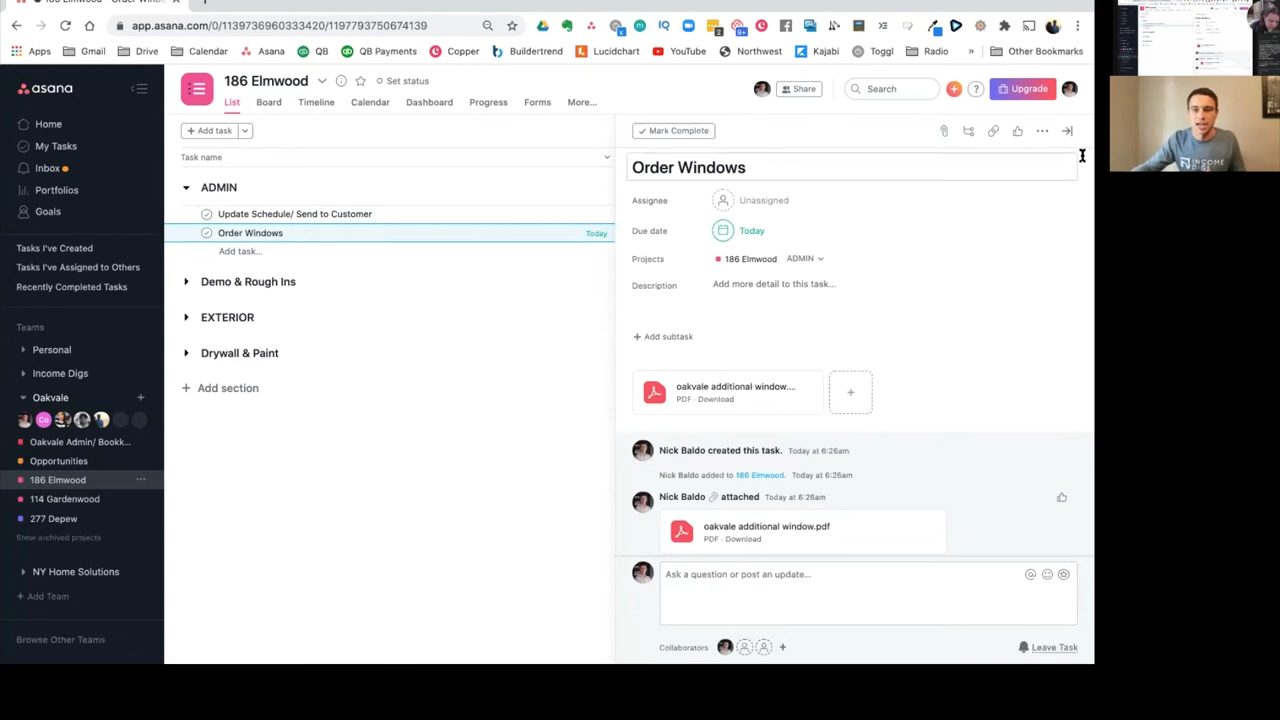 186 Elmwood
app.asana.com/0/1139736
Apps Gmail Drive Calendar QB QB Payments Copper Buildertrend Lucidchart YouTube Northwest Kajabi Town Radio » Other Bookmarks
asana
Home
My Tasks
Inbox
Portfolios
Goals
Tasks I've Created
Tasks I've Assigned to Others
Recently Completed Tasks
Teams
Personal
Income Digs
Oakvale
Co
Oakvale Admin/ Bookk...
Opportunities
186 Elmwood
114 Gardenwood
277 Depew
Show archived projects
NY Home Solutions
+ Add Team
Browse Other Teams
186 Elmwood
Set status
List Board Timeline Calendar Dashboard Progress Forms More...
Share
Search
Upgrade
+ Add task
Task name
ADMIN
Update Schedule/ Send to Customer
Order Windows Today
Add task...
Demo & Rough Ins
EXTERIOR
Drywall & Paint
+ Add section
Mark Complete
Order Windows
Assignee Unassigned
Due date Today
Projects 186 Elmwood ADMIN
Description Add more detail to this task...
+ Add subtask
oakvale additional window....
PDF · Download
Nick Baldo created this task. Today at 6:26am
Nick Baldo added to 186 Elmwood. Today at 6:26am
Nick Baldo attached Today at 6:26am
oakvale additional window.pdf
PDF · Download
Ask a question or post an update...
Collaborators
Leave Task
INCOME
DIGS